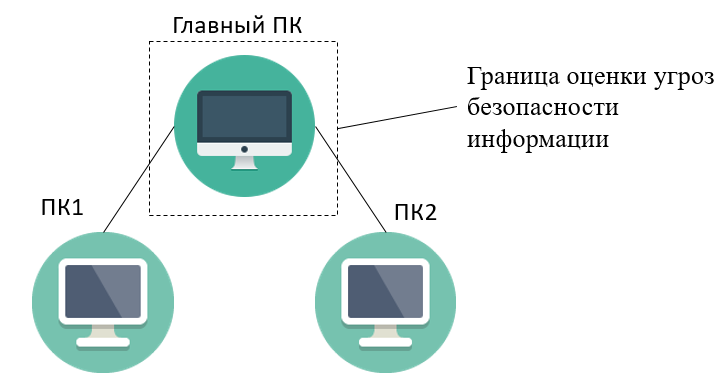 Главный ПК
Граница оценки угроз
безопасности
информации
ПК1
ПК2